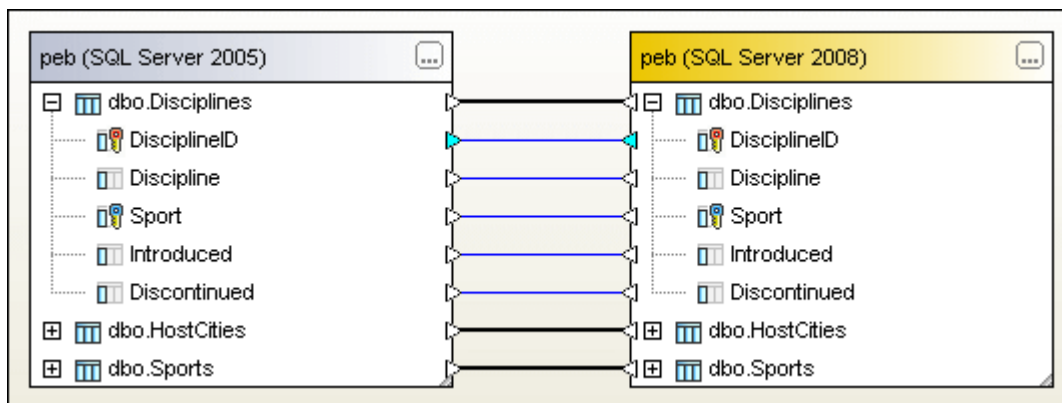 peb (SQL Server 2005)
dbo.Disciplines
DisciplineID
Discipline
Sport
Introduced
Discontinued
dbo.HostCities
dbo.Sports
peb (SQL Server 2008)
dbo.Disciplines
DisciplineID
Discipline
Sport
Introduced
Discontinued
dbo.HostCities
dbo.Sports